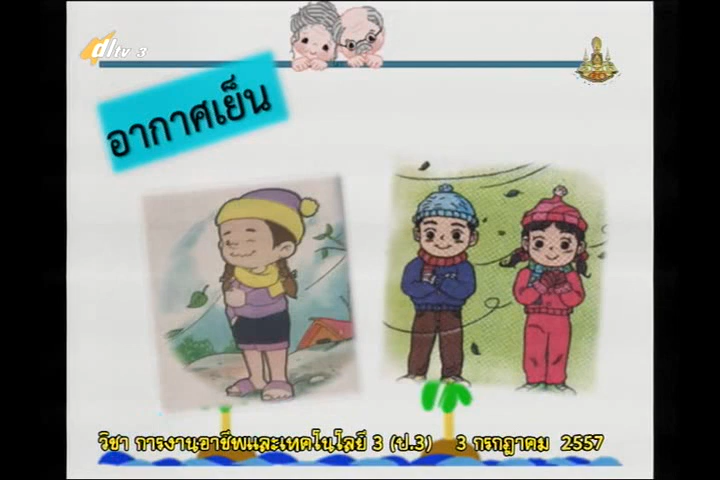 dltv 3
อากาศเย็น
วิชา การงานอาชีพและเทคโนโลยี 3 (ป.3) 3 กรกฎาคม 2557